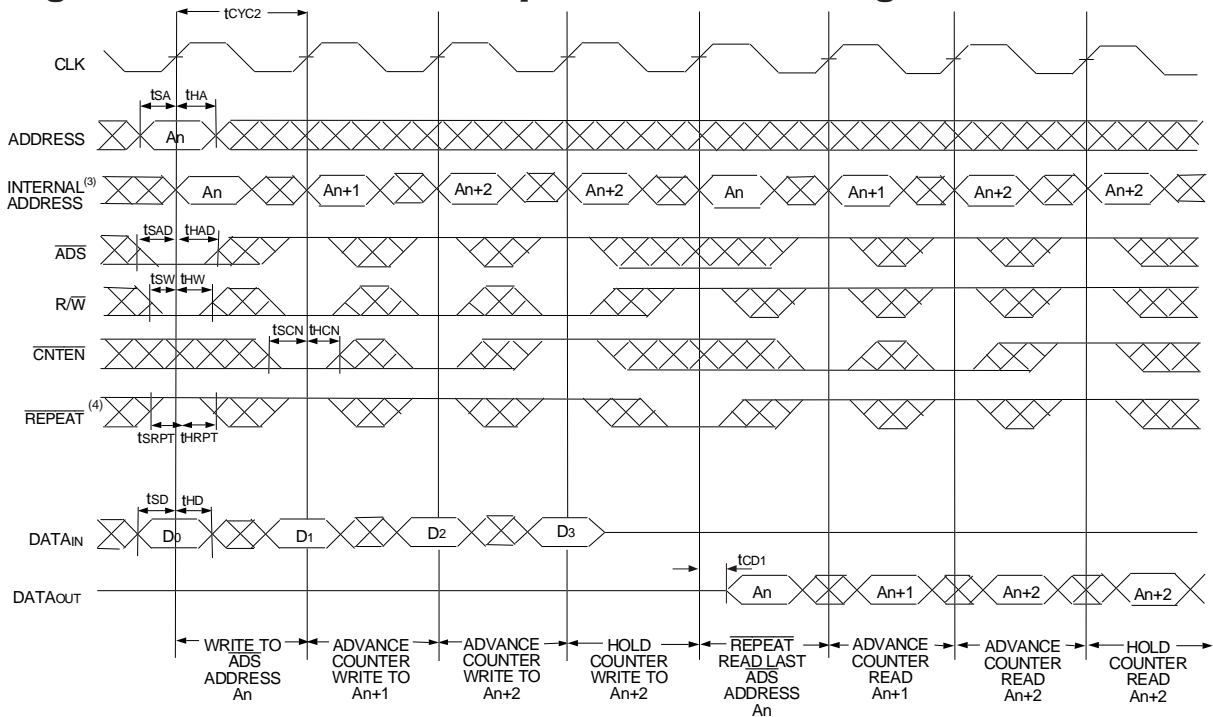 tCYC2
CLK
tSA tHA
ADDRESS An
INTERNAL(3) ADDRESS An An+1 An+2 An+2 An An+1 An+2 An+2
tSAD tHAD
ADS
tSW tHW
R/W
tSCN tHCN
CNTEN
REPEAT (4)
tSRPT tHRPT
tSD tHD
DATAIN D0 D1 D2 D3
tCD1
DATAOUT An An+1 An+2 An+2
WRITE TO
ADS
ADDRESS
An
ADVANCE
COUNTER
WRITE TO
An+1
ADVANCE
COUNTER
WRITE TO
An+2
HOLD
COUNTER
WRITE TO
An+2
REPEAT
READ LAST
ADS
ADDRESS
An
ADVANCE
COUNTER
READ
An+1
ADVANCE
COUNTER
READ
An+2
HOLD
COUNTER
READ
An+2